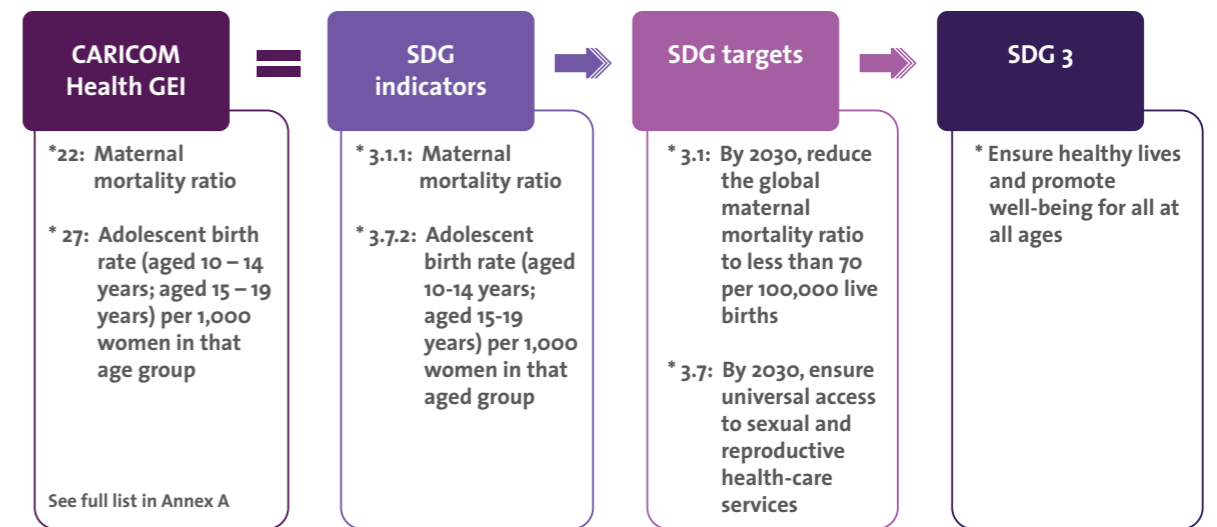 CARICOM
Health GEI
*22: Maternal
mortality ratio
* 27: Adolescent birth
rate (aged 10 – 14
years; aged 15 – 19
years) per 1,000
women in that
age group
See full list in Annex A
SDG
indicators
* 3.1.1: Maternal
mortality ratio
* 3.7.2: Adolescent
birth rate (aged
10-14 years;
aged 15-19
years) per 1,000
women in that
aged group
SDG targets
* 3.1: By 2030, reduce
the global
maternal
mortality ratio
to less than 70
per 100,000 live
births
* 3.7: By 2030, ensure
universal access
to sexual and
reproductive
health-care
services
SDG 3
* Ensure healthy lives
and promote
well-being for all at
all ages